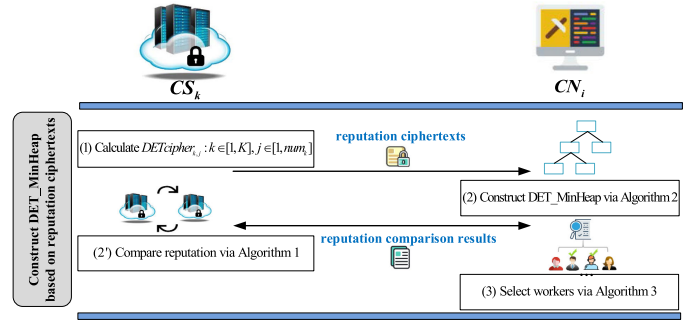 CS_k
CN_i
Construct DET_MinHeap
based on reputation ciphertexts
(1) Calculate DETcipher_{k,j} : k∈[1,K], j∈[1,num_k]
reputation ciphertexts
(2) Construct DET_MinHeap via Algorithm 2
(2') Compare reputation via Algorithm 1
reputation comparison results
...
(3) Select workers via Algorithm 3